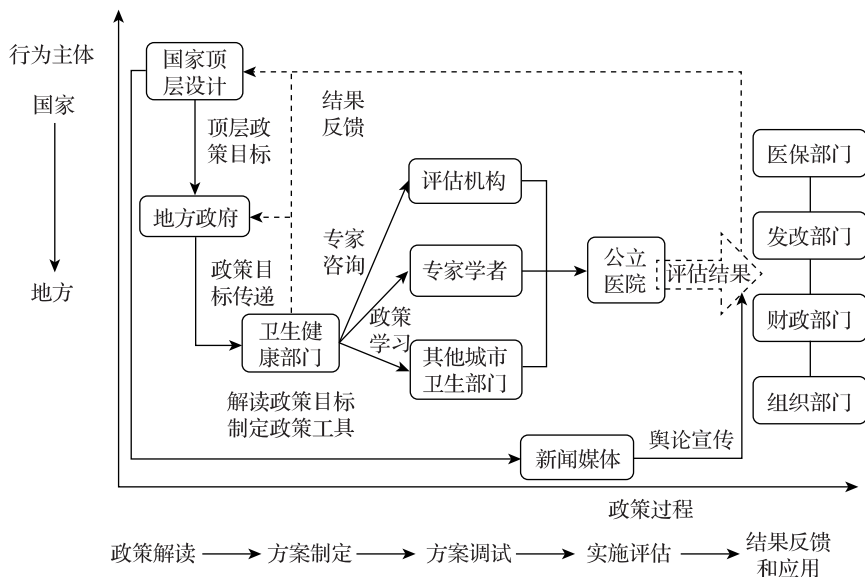 行为主体
国家
地方
国家顶
层设计
顶层政
策目标
地方政府
政策目
标传递
卫生健
康部门
解读政策目标
制定政策工具
结果
反馈
专家
咨询
政策
学习
评估机构
专家学者
其他城市
卫生部门
公立
医院
评估结果
医保部门
发改部门
财政部门
组织部门
新闻媒体
舆论宣传
政策过程
政策解读
方案制定
方案调试
实施评估
结果反馈
和应用